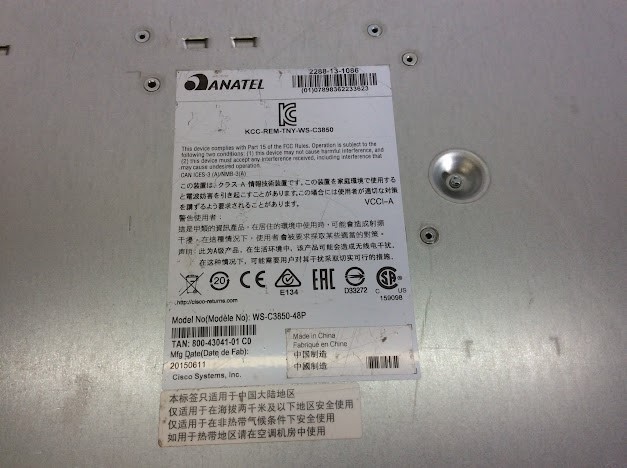 ANATEL
2288-13-1086
(01)07898362233623
KCC-REM-TNY-WS-C3850
This device complies with Part 15 of the FCC Rules. Operation is subject to the
following two conditions: (1) this device may not cause harmful interference, and
(2) this device must accept any interference received, including interference that
may cause undesired operation.
CAN ICES-3 (A)/NMB-3(A)
この装置は、クラスA情報技術装置です。この装置を家庭環境で使用すると
電波妨害を引き起こすことがあります。この場合には使用者が適切な対策
を講ずるよう要求されることがあります。
VCCI-A
警告使用者:
這是甲類的資訊產品,在居住的環境中使用時,可能會造成射頻
干擾,在這種情況下,使用者會被要求採取某些適當的對策。
声明:此为A级产品,在生活环境中,该产品可能会造成无线电干扰,
在这种情况下,可能需要用户对其干扰采取切实可行的措施。
20
CE
E134
EAC
D33272
SA
C US
159098
http://cisco-returns.com
Model No(Modèle No): WS-C3850-48P
TAN: 800-43041-01 C0
Mfg Date(Date de Fab):
20150611
Cisco Systems, Inc.
Made in China
Fabriqué en Chine
中国制造
中國製造
本标签只适用于中国大陆地区
仅适用于在海拔两千米及以下地区安全使用
仅适用于在非热带气候条件下安全使用
如用于热带地区请在空调机房中使用